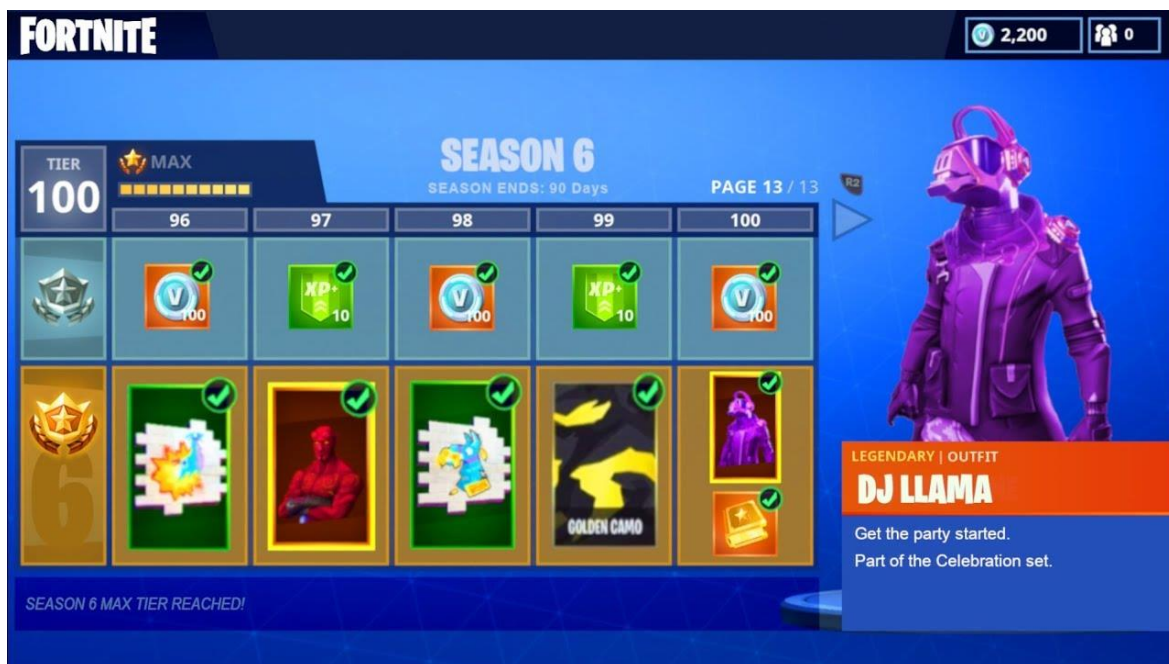 FORTNITE
2,200
0
TIER
100
MAX
SEASON 6
SEASON ENDS: 90 Days
PAGE 13 / 13
R2
96
97
98
99
100
V
100
XP+
10
V
100
XP+
10
V
100
6
GOLDEN CAMO
LEGENDARY | OUTFIT
DJ LLAMA
Get the party started.
Part of the Celebration set.
SEASON 6 MAX TIER REACHED!